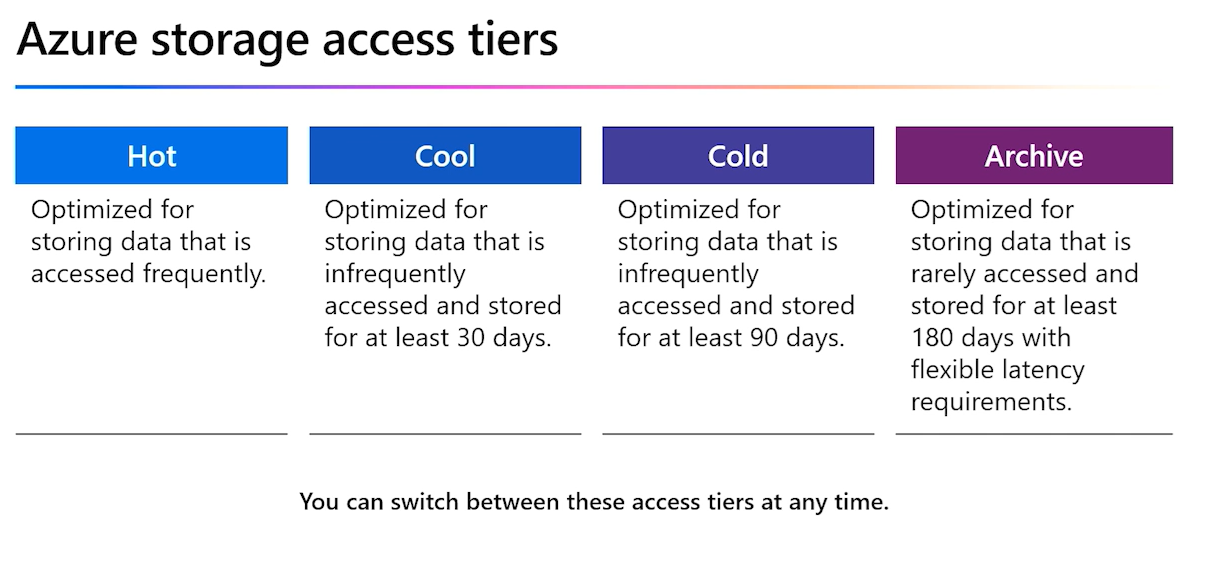 Azure storage access tiers
Hot
Optimized for
storing data that is
accessed frequently.
Cool
Optimized for
storing data that is
infrequently
accessed and stored
for at least 30 days.
Cold
Optimized for
storing data that is
infrequently
accessed and stored
for at least 90 days.
Archive
Optimized for
storing data that is
rarely accessed and
stored for at least
180 days with
flexible latency
requirements.
You can switch between these access tiers at any time.